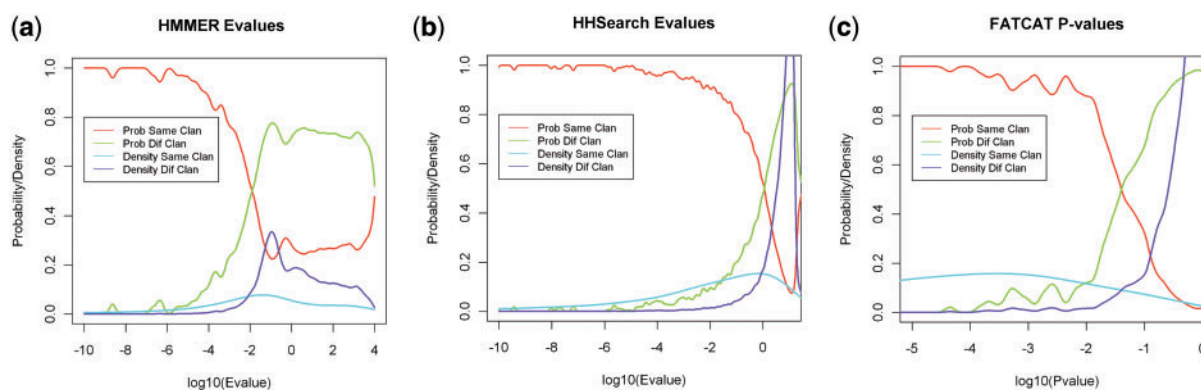 (a)
HMMER Evalues
Probability/Density
1.0
0.8
0.6
0.4
0.2
0.0
Prob Same Clan
Prob Dif Clan
Density Same Clan
Density Dif Clan
-10 -8 -6 -4 -2 0 2 4
log10(Evalue)
(b)
HHSearch Evalues
Probability/Density
1.0
0.8
0.6
0.4
0.2
0.0
Prob Same Clan
Prob Dif Clan
Density Same Clan
Density Dif Clan
-10 -8 -6 -4 -2 0
log10(Evalue)
(c)
FATCAT P-values
Probability/Density
1.0
0.8
0.6
0.4
0.2
0.0
Prob Same Clan
Prob Dif Clan
Density Same Clan
Density Dif Clan
-5 -4 -3 -2 -1 0
log10(Pvalue)